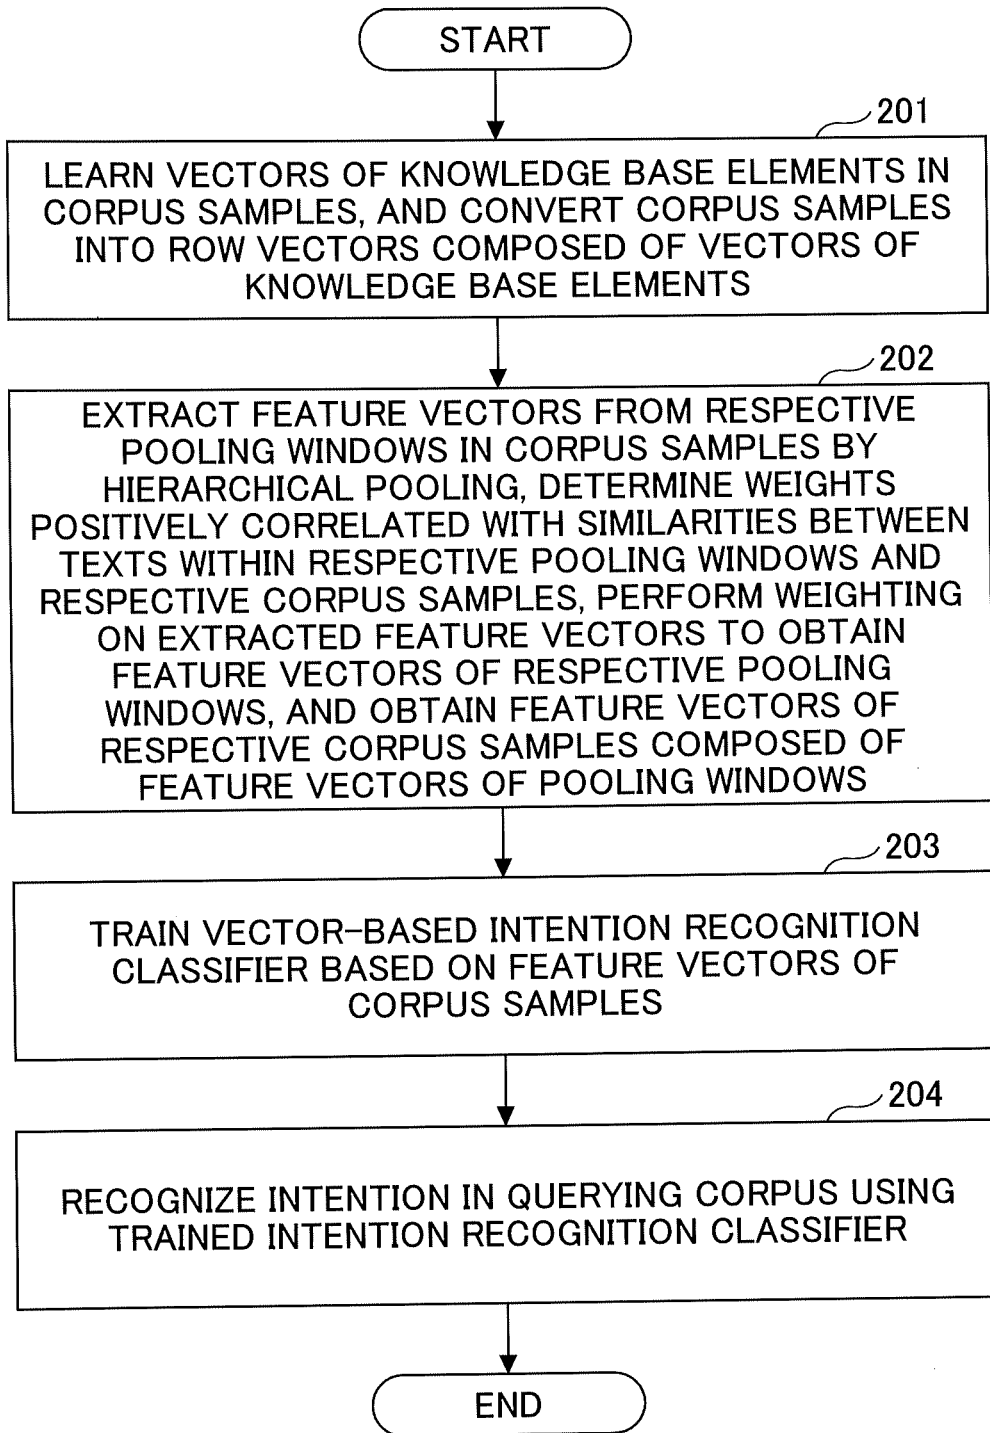 START
201
LEARN VECTORS OF KNOWLEDGE BASE ELEMENTS IN
CORPUS SAMPLES, AND CONVERT CORPUS SAMPLES
INTO ROW VECTORS COMPOSED OF VECTORS OF
KNOWLEDGE BASE ELEMENTS
202
EXTRACT FEATURE VECTORS FROM RESPECTIVE
POOLING WINDOWS IN CORPUS SAMPLES BY
HIERARCHICAL POOLING, DETERMINE WEIGHTS
POSITIVELY CORRELATED WITH SIMILARITIES BETWEEN
TEXTS WITHIN RESPECTIVE POOLING WINDOWS AND
RESPECTIVE CORPUS SAMPLES, PERFORM WEIGHTING
ON EXTRACTED FEATURE VECTORS TO OBTAIN
FEATURE VECTORS OF RESPECTIVE POOLING
WINDOWS, AND OBTAIN FEATURE VECTORS OF
RESPECTIVE CORPUS SAMPLES COMPOSED OF
FEATURE VECTORS OF POOLING WINDOWS
203
TRAIN VECTOR-BASED INTENTION RECOGNITION
CLASSIFIER BASED ON FEATURE VECTORS OF
CORPUS SAMPLES
204
RECOGNIZE INTENTION IN QUERYING CORPUS USING
TRAINED INTENTION RECOGNITION CLASSIFIER
END